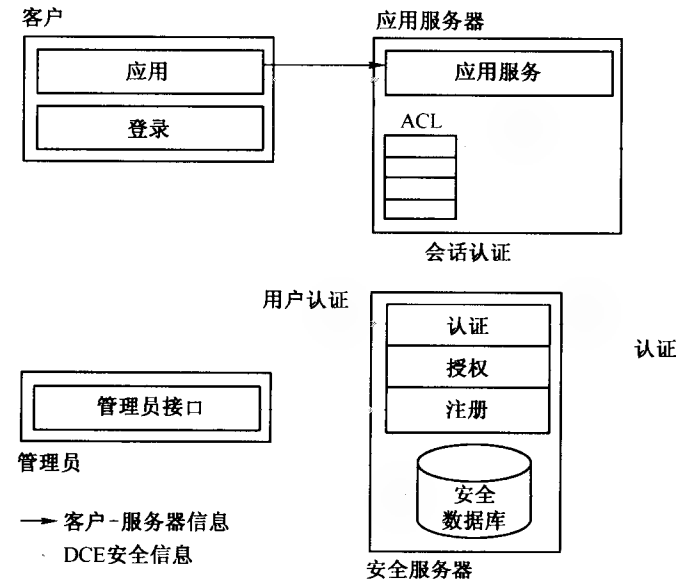 客户
应用服务器
应用
应用服务
登录
ACL
会话认证
用户认证
认证
认证
授权
管理员接口
注册
管理员
安全
数据库
客户-服务器信息
DCE安全信息
安全服务器